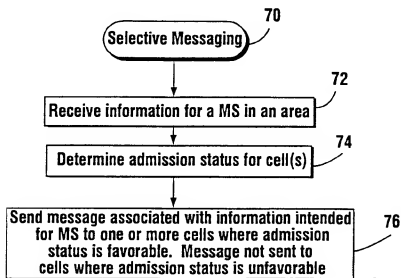 Selective Messaging
70
Receive information for a MS in an area
72
Determine admission status for cell(s)
74
Send message associated with information intended
for MS to one or more cells where admission
status is favorable. Message not sent to
cells where admission status is unfavorable
76